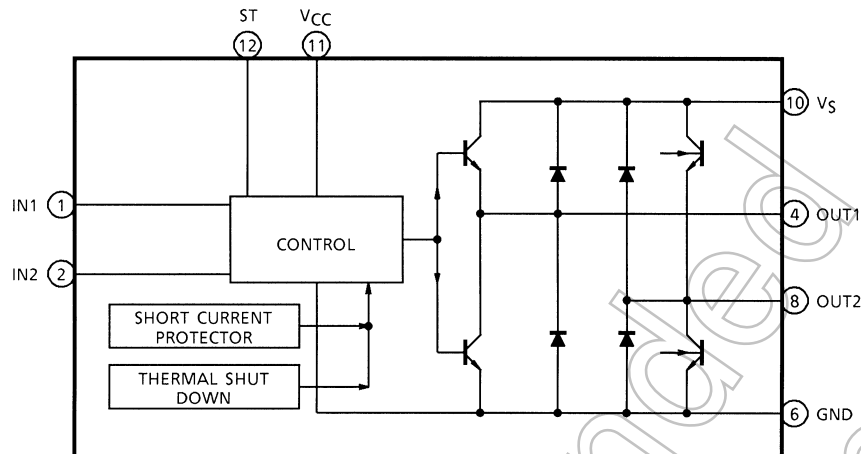 ST
VCC
12
11
10 VS
IN1 1
4 OUT1
CONTROL
IN2 2
8 OUT2
SHORT CURRENT
PROTECTOR
THERMAL SHUT
DOWN
6 GND
nded